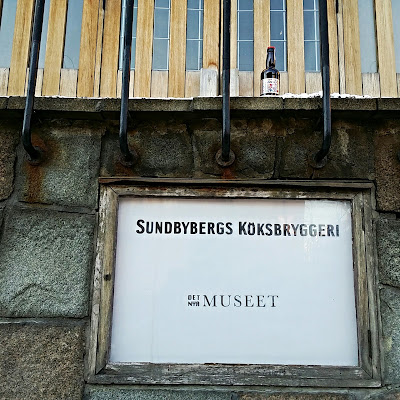 SUNDBYBERGS KÖKSBRYGGERI
DET NYA MUSEET